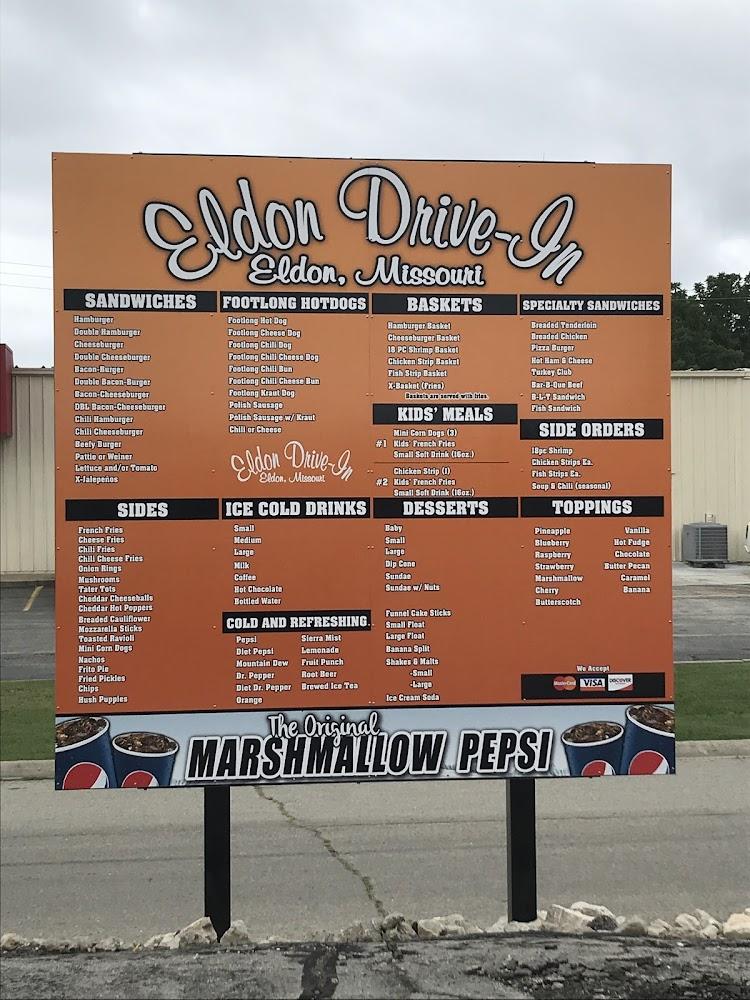 Eldon Drive-In
Eldon, Missouri
SANDWICHES
Hamburger
Double Hamburger
Cheeseburger
Double Cheeseburger
Bacon-Burger
Double Bacon-Burger
Bacon-Cheeseburger
DBL Bacon-Cheeseburger
Chili Hamburger
Chili Cheeseburger
Beefy Burger
Pattie or Weiner
Lettuce and/or Tomato
X-Jalepeños
FOOTLONG HOTDOGS
Footlong Hot Dog
Footlong Cheese Dog
Footlong Chili Dog
Footlong Chili Cheese Dog
Footlong Chili Bun
Footlong Chili Cheese Bun
Footlong Kraut Dog
Polish Sausage
Polish Sausage w/ Kraut
Chili or Cheese
Eldon Drive-In
Eldon, Missouri
BASKETS
Hamburger Basket
Cheeseburger Basket
18 PC Shrimp Basket
Chicken Strip Basket
Fish Strip Basket
X-Basket (Fries)
Baskets are served with fries.
KIDS' MEALS
Mini Corn Dogs (3)
#1 Kids' French Fries
Small Soft Drink (16oz.)
Chicken Strip (1)
#2 Kids' French Fries
Small Soft Drink (16oz.)
SPECIALTY SANDWICHES
Breaded Tenderloin
Breaded Chicken
Pizza Burger
Hot Ham & Cheese
Turkey Club
Bar-B-Que Beef
B-L-T Sandwich
Fish Sandwich
SIDE ORDERS
18pc Shrimp
Chicken Strips Ea.
Fish Strips Ea.
Soup & Chili (seasonal)
SIDES
French Fries
Cheese Fries
Chili Fries
Chili Cheese Fries
Onion Rings
Mushrooms
Tater Tots
Cheddar Cheeseballs
Cheddar Hot Poppers
Breaded Cauliflower
Mozzarella Sticks
Toasted Ravioli
Mini Corn Dogs
Nachos
Frito Pie
Fried Pickles
Chips
Hush Pupples
ICE COLD DRINKS
Small
Medium
Large
Milk
Coffee
Hot Chocolate
Bottled Water
COLD AND REFRESHING
Pepsi Sierra Mist
Diet Pepsi Lemonade
Mountain Dew Fruit Punch
Dr. Pepper Root Beer
Diet Dr. Pepper Brewed Ice Tea
Orange
DESSERTS
Baby
Small
Large
Dip Cone
Sundae
Sundae w/ Nuts
Funnel Cake Sticks
Small Float
Large Float
Banana Split
Shakes & Malts
-Small
-Large
Ice Cream Soda
TOPPINGS
Pineapple Vanilla
Blueberry Hot Fudge
Raspberry Chocolate
Strawberry Butter Pecan
Marshmallow Caramel
Cherry Banana
Butterscotch
We Accept
MasterCard VISA DISCOVER
The Original
MARSHMALLOW PEPSI